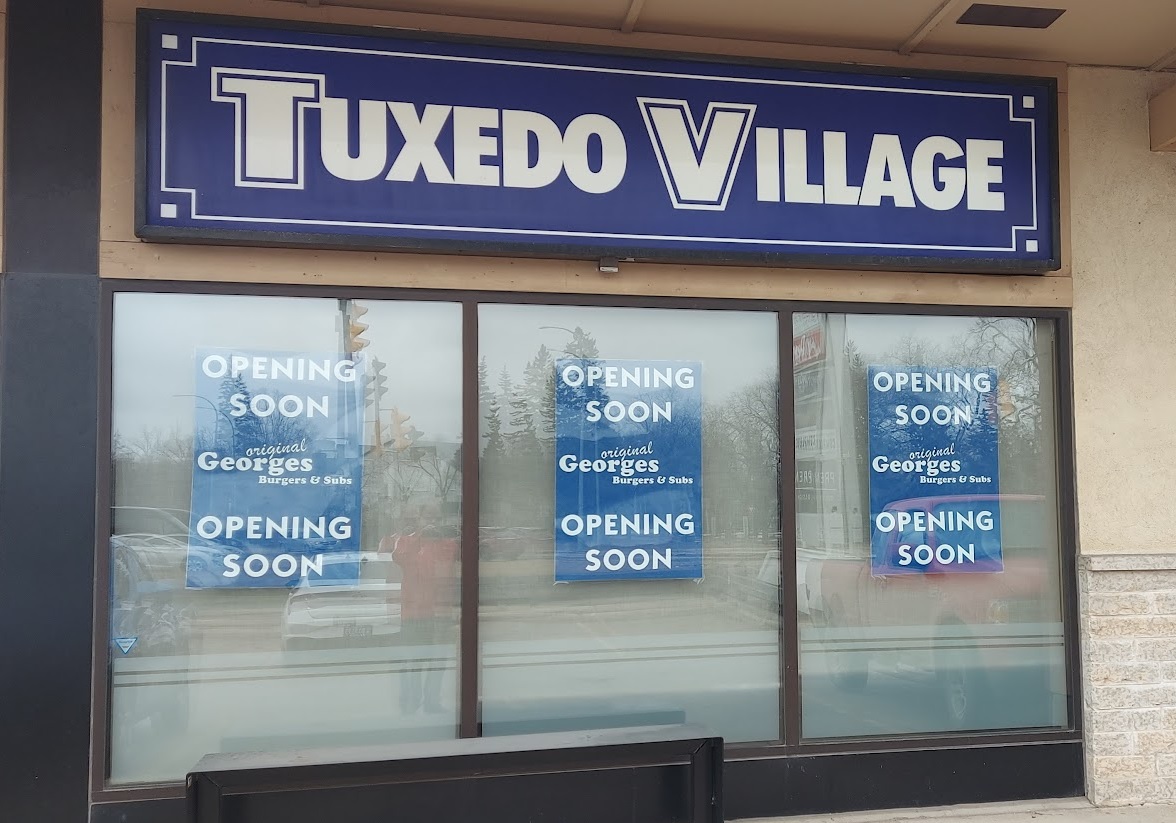 TUXEDO VILLAGE
OPENING
SOON
original
Georges
Burgers & Subs
OPENING
SOON
OPENING
SOON
original
Georges
Burgers & Subs
OPENING
SOON
OPENING
SOON
original
Georges
Burgers & Subs
OPENING
SOON